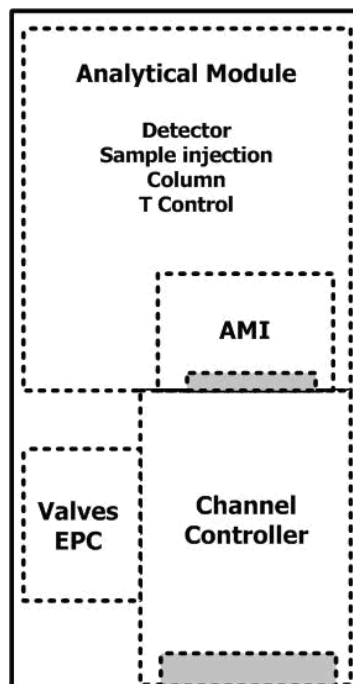 Analytical Module
Detector
Sample injection
Column
T Control
AMI
Valves
EPC
Channel
Controller